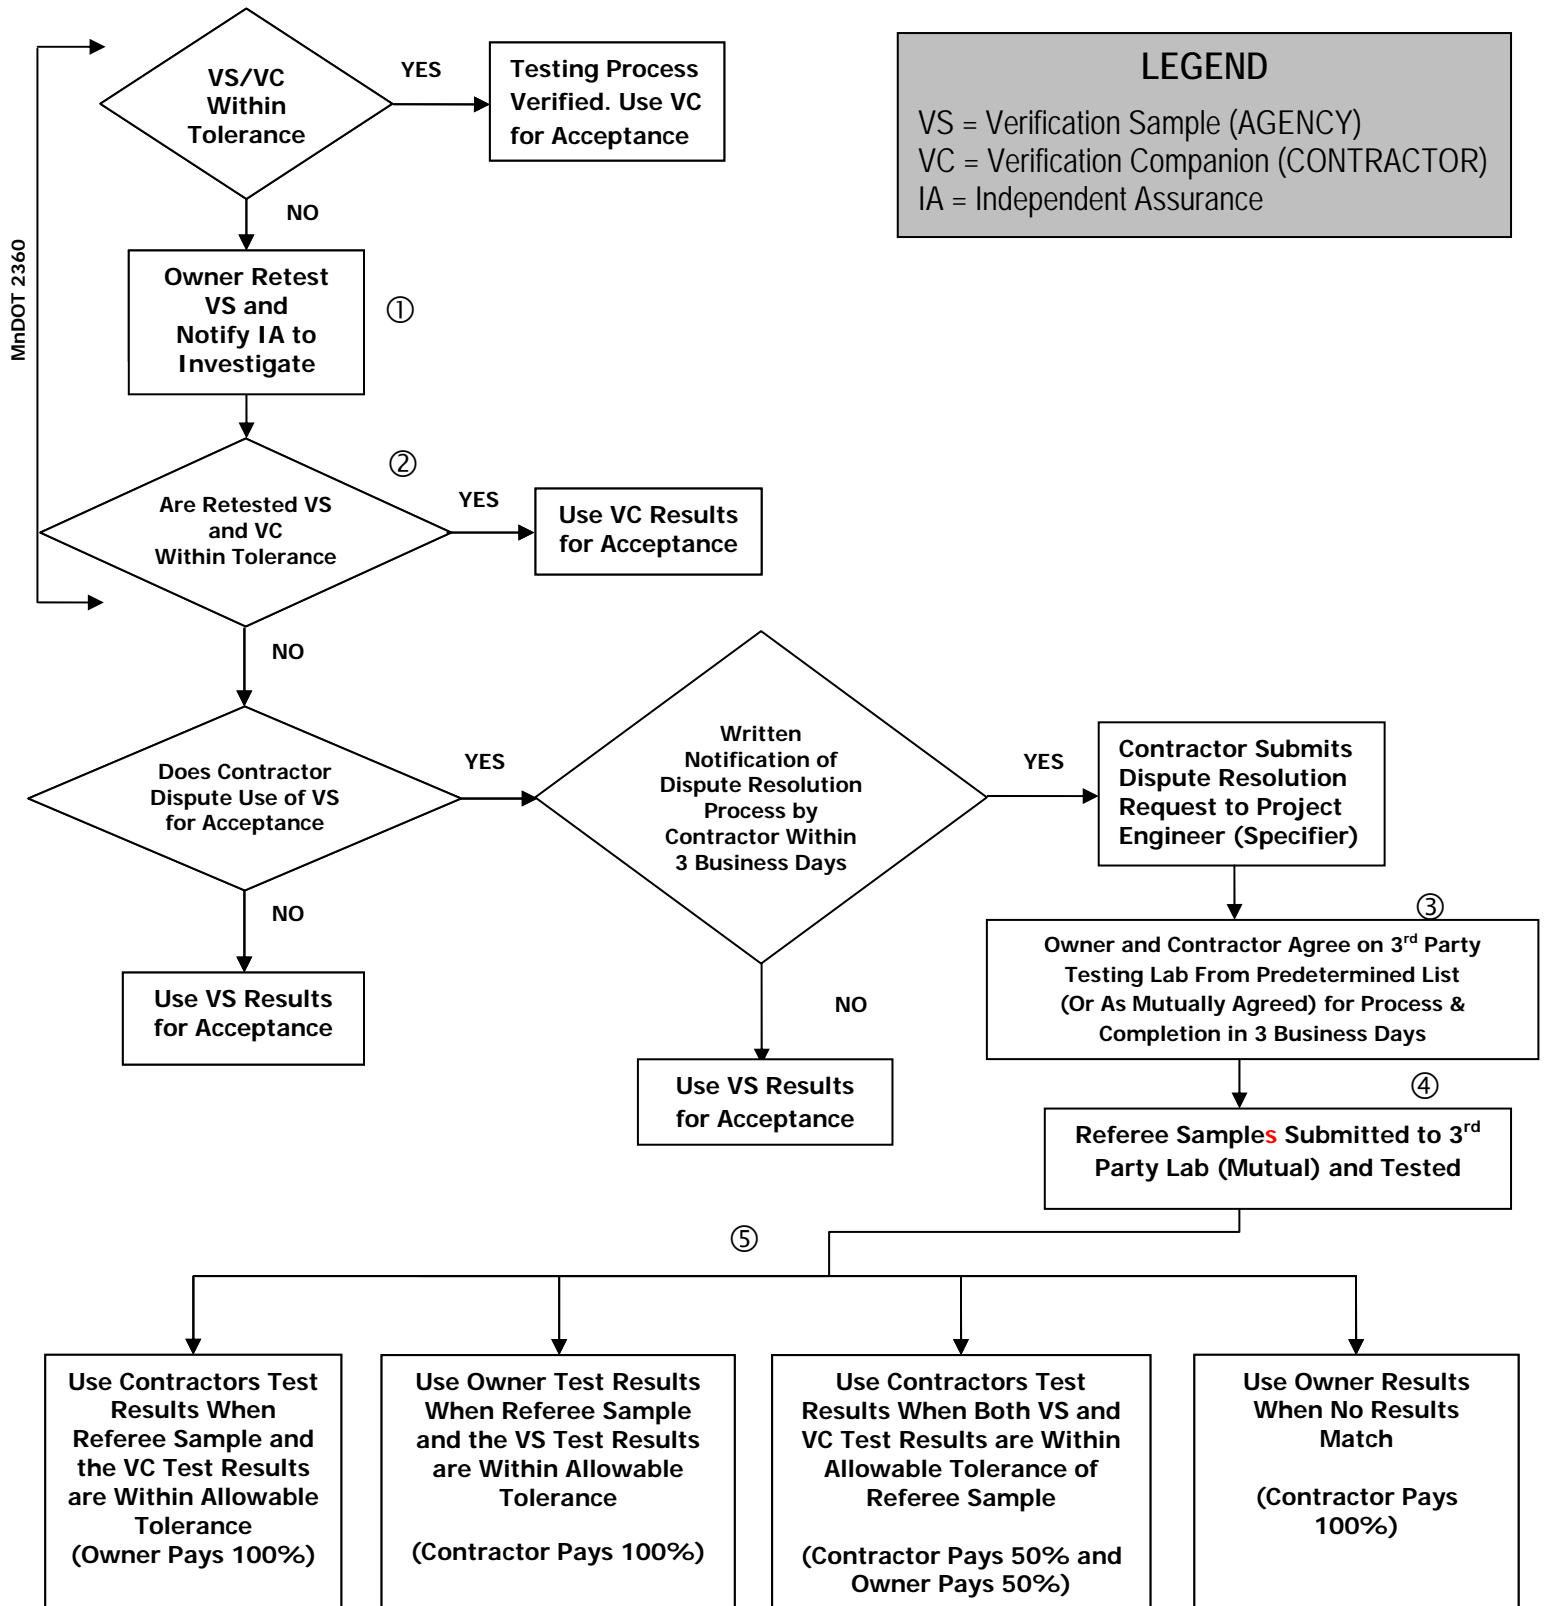 VS/VC
Within
Tolerance
YES
Testing Process
Verified. Use VC
for Acceptance
LEGEND
VS = Verification Sample (AGENCY)
VC = Verification Companion (CONTRACTOR)
IA = Independent Assurance
NO
MnDOT 2360
Owner Retest
VS and
Notify IA to
Investigate
①
②
Are Retested VS
and VC
Within Tolerance
YES
Use VC Results
for Acceptance
NO
Does Contractor
Dispute Use of VS
for Acceptance
YES
Written
Notification of
Dispute Resolution
Process by
Contractor Within
3 Business Days
YES
Contractor Submits
Dispute Resolution
Request to Project
Engineer (Specifier)
NO
Use VS Results
for Acceptance
NO
Use VS Results
for Acceptance
③
Owner and Contractor Agree on 3rd Party
Testing Lab From Predetermined List
(Or As Mutually Agreed) for Process &
Completion in 3 Business Days
④
Referee Samples Submitted to 3rd
Party Lab (Mutual) and Tested
⑤
Use Contractors Test
Results When
Referee Sample and
the VC Test Results
are Within Allowable
Tolerance
(Owner Pays 100%)
Use Owner Test Results
When Referee Sample
and the VS Test Results
are Within Allowable
Tolerance
(Contractor Pays 100%)
Use Contractors Test
Results When Both VS and
VC Test Results are Within
Allowable Tolerance of
Referee Sample
(Contractor Pays 50% and
Owner Pays 50%)
Use Owner Results
When No Results
Match
(Contractor Pays
100%)